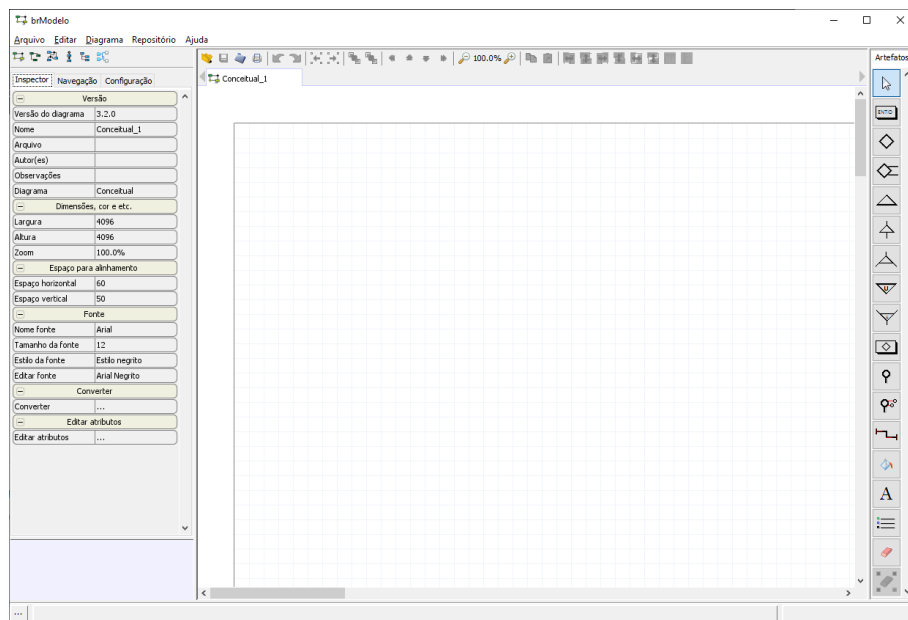 brModelo
Arquivo Editar Diagrama Repositório Ajuda
100.0%
Artefatos
Inspector Navegação Configuração
Conceitual_1
Versão
Versão do diagrama 3.2.0
Nome Conceitual_1
Arquivo
Autor(es)
Observações
Diagrama Conceitual
Dimensões, cor e etc.
Largura 4096
Altura 4096
Zoom 100.0%
Espaço para alinhamento
Espaço horizontal 60
Espaço vertical 50
Fonte
Nome fonte Arial
Tamanho da fonte 12
Estilo da fonte Estilo negrito
Editar fonte Arial Negrito
Converter
Converter ...
Editar atributos
Editar atributos ...
U
A
...